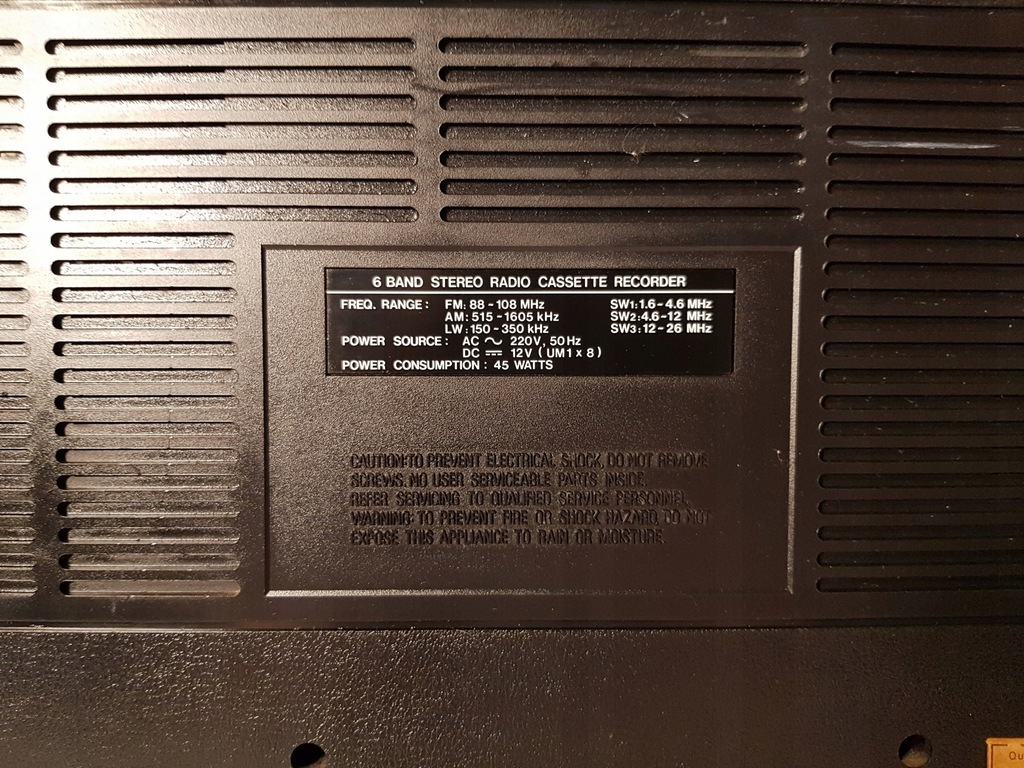 6 BAND STEREO RADIO CASSETTE RECORDER
FREQ. RANGE: FM: 88-108 MHz SW1: 1.6-4.6 MHz
AM: 515-1605 kHz SW2: 4.6-12 MHz
LW: 150-350 kHz SW3: 12-26 MHz
POWER SOURCE: AC ~ 220V, 50Hz
DC ⎓ 12V (UM1 x 8)
POWER CONSUMPTION: 45 WATTS
CAUTION: TO PREVENT ELECTRICAL SHOCK, DO NOT REMOVE
SCREWS. NO USER SERVICEABLE PARTS INSIDE.
REFER SERVICING TO QUALIFIED SERVICE PERSONNEL.
WARNING: TO PREVENT FIRE OR SHOCK HAZARD, DO NOT
EXPOSE THIS APPLIANCE TO RAIN OR MOISTURE.